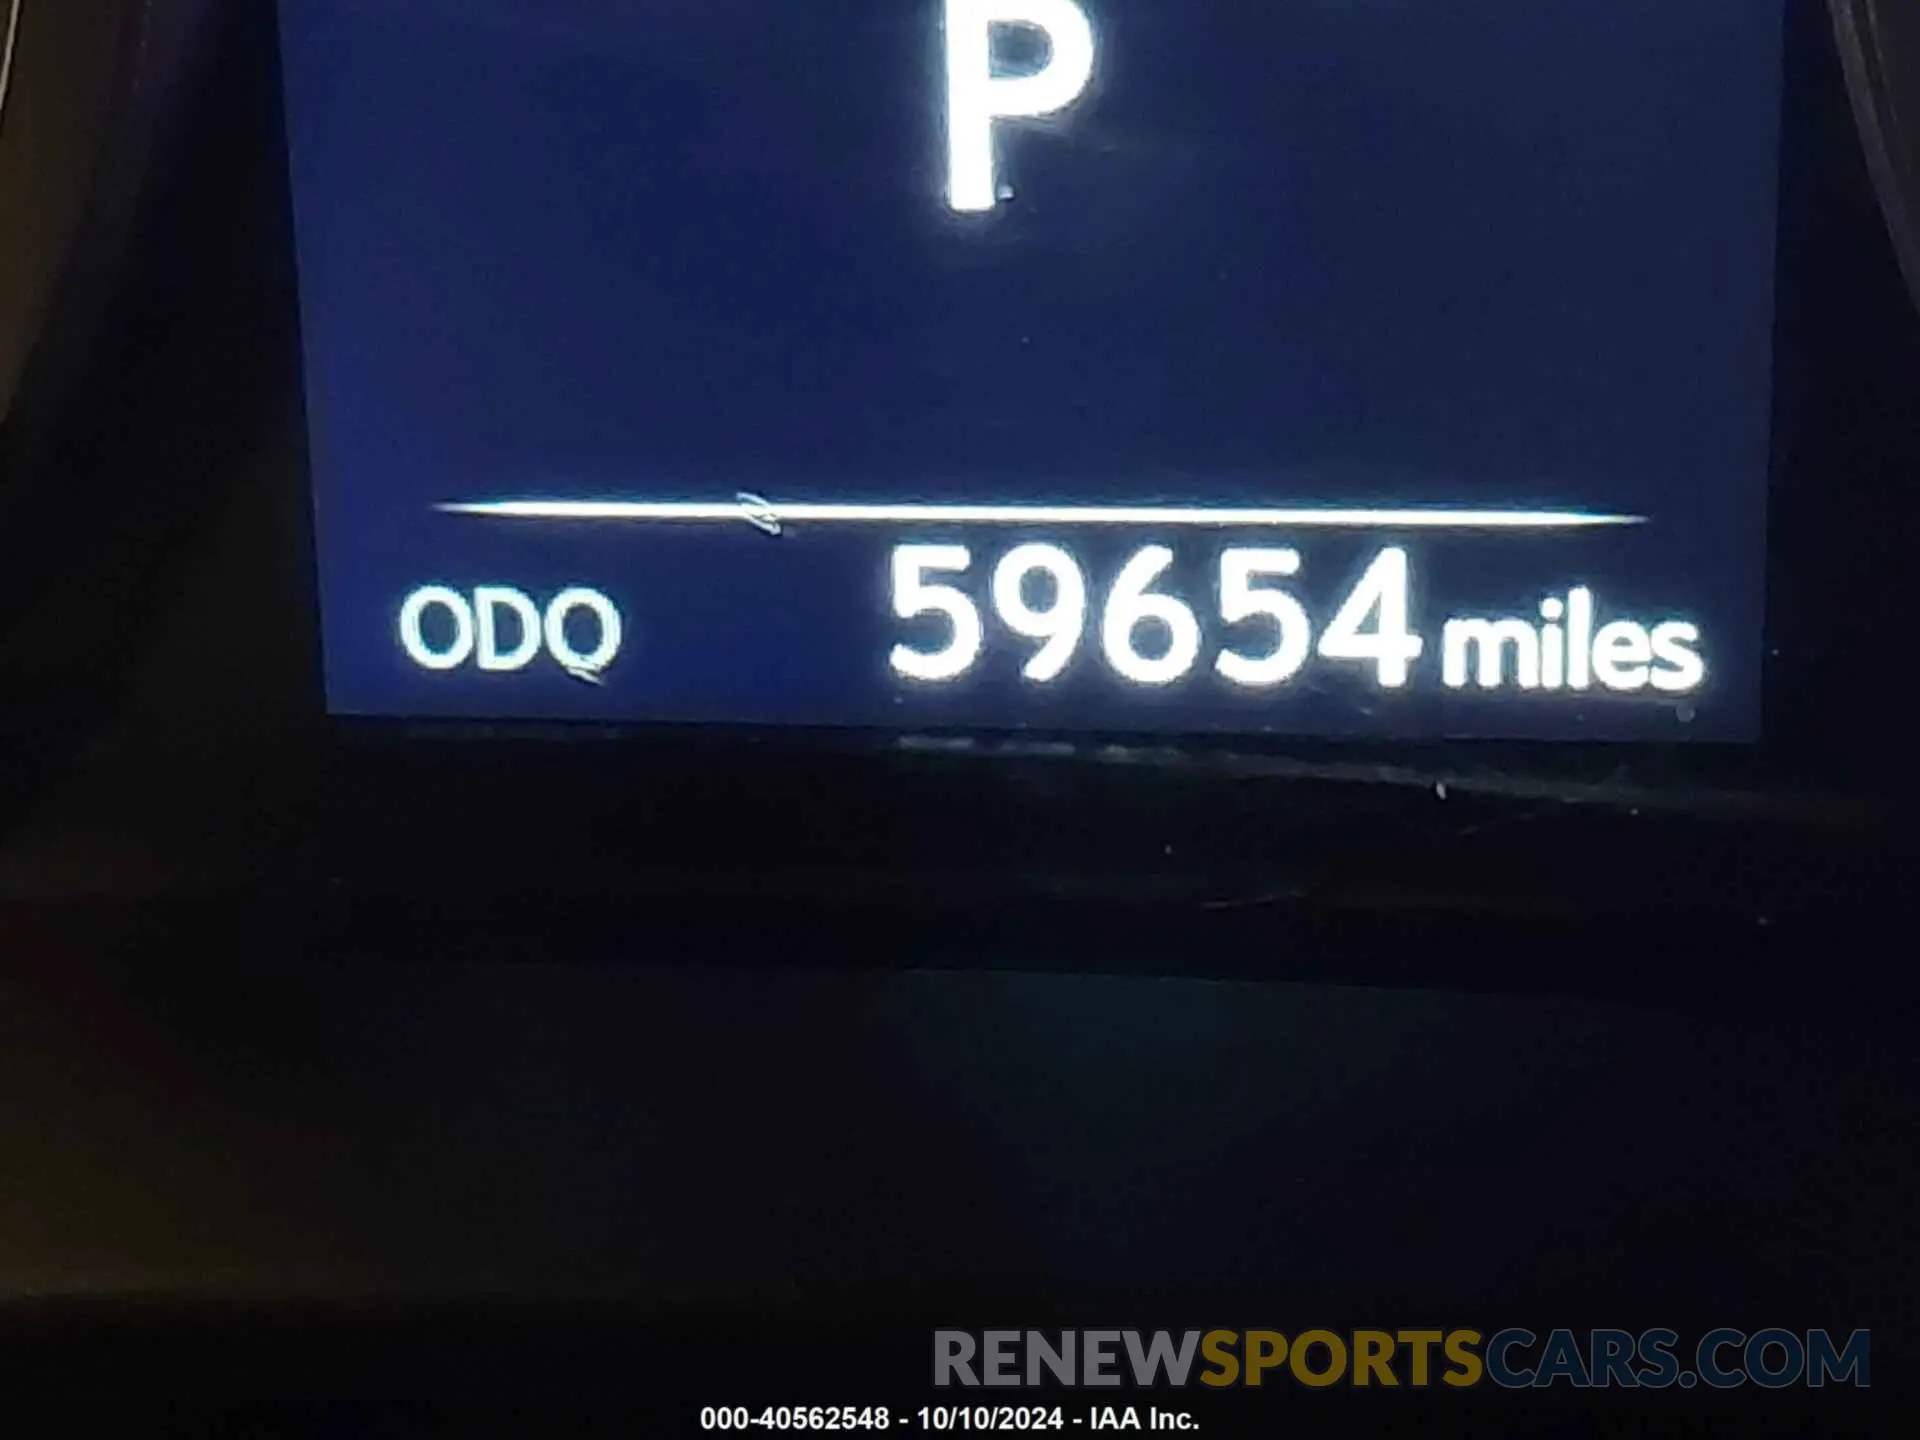 P
ODO 59654 miles
RENEWSPORTSCARS.COM
000-40562548 - 10/10/2024 - IAA Inc.